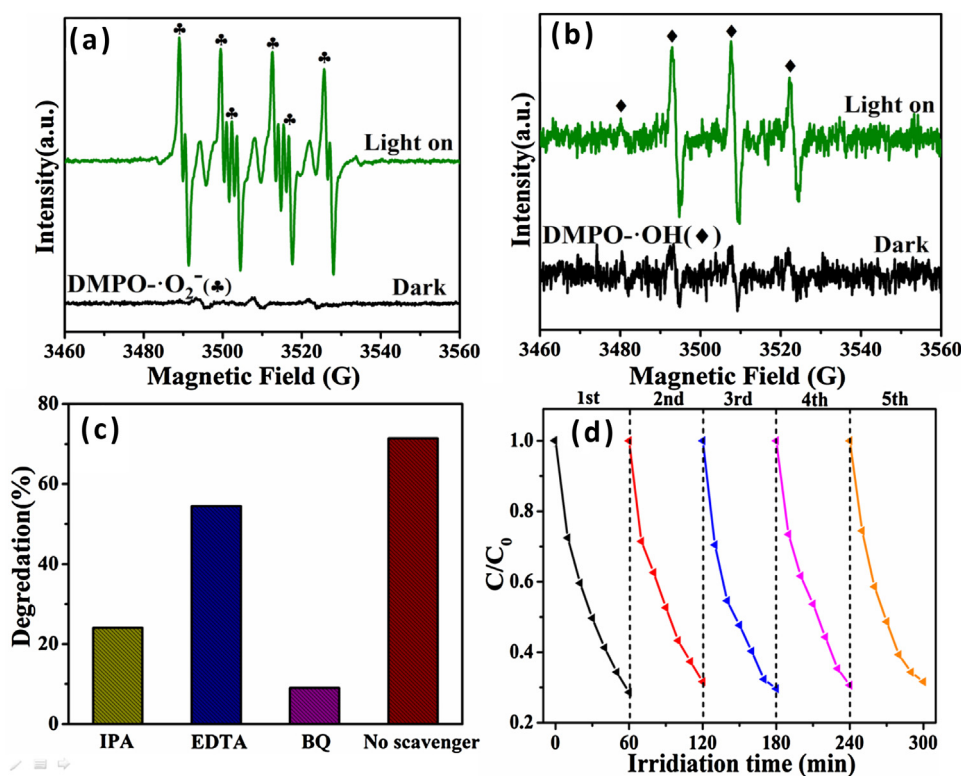 (a)
♣ ♣ ♣ ♣
♣ ♣
Light on
DMPO-·O₂⁻(♣)
Dark
Intensity(a.u.)
3460 3480 3500 3520 3540 3560
Magnetic Field (G)
(b)
♦ ♦ ♦ ♦
Light on
DMPO-·OH(♦)
Dark
Intensity(a.u.)
3460 3480 3500 3520 3540 3560
Magnetic Field (G)
(c)
80
60
40
20
0
Degredation(%)
IPA EDTA BQ No scavenger
1st 2nd 3rd 4th 5th
(d)
1.0
0.8
0.6
0.4
0.2
C/C₀
0 60 120 180 240 300
Irridiation time (min)